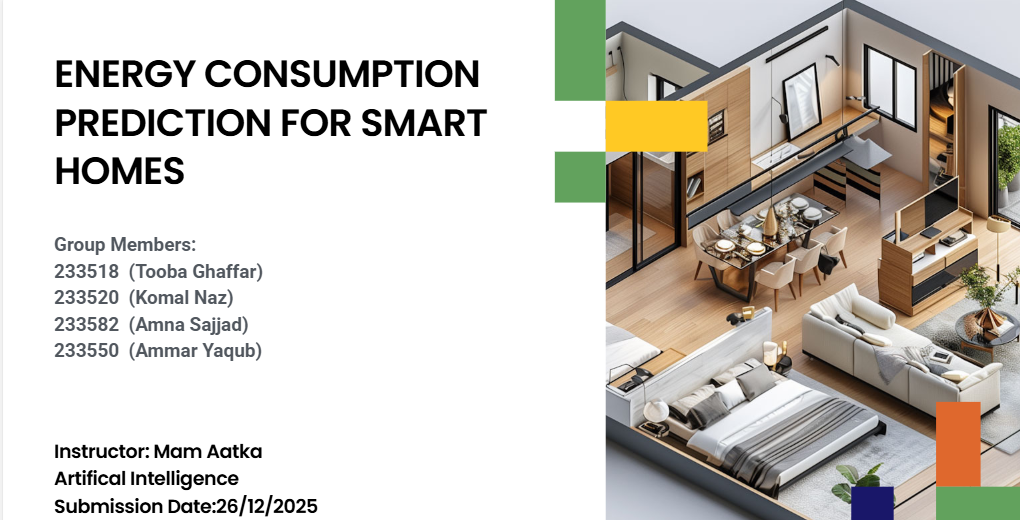 ENERGY CONSUMPTION
PREDICTION FOR SMART
HOMES
Group Members:
233518 (Tooba Ghaffar)
233520 (Komal Naz)
233582 (Amna Sajjad)
233550 (Ammar Yaqub)
Instructor: Mam Aatka
Artifical Intelligence
Submission Date:26/12/2025